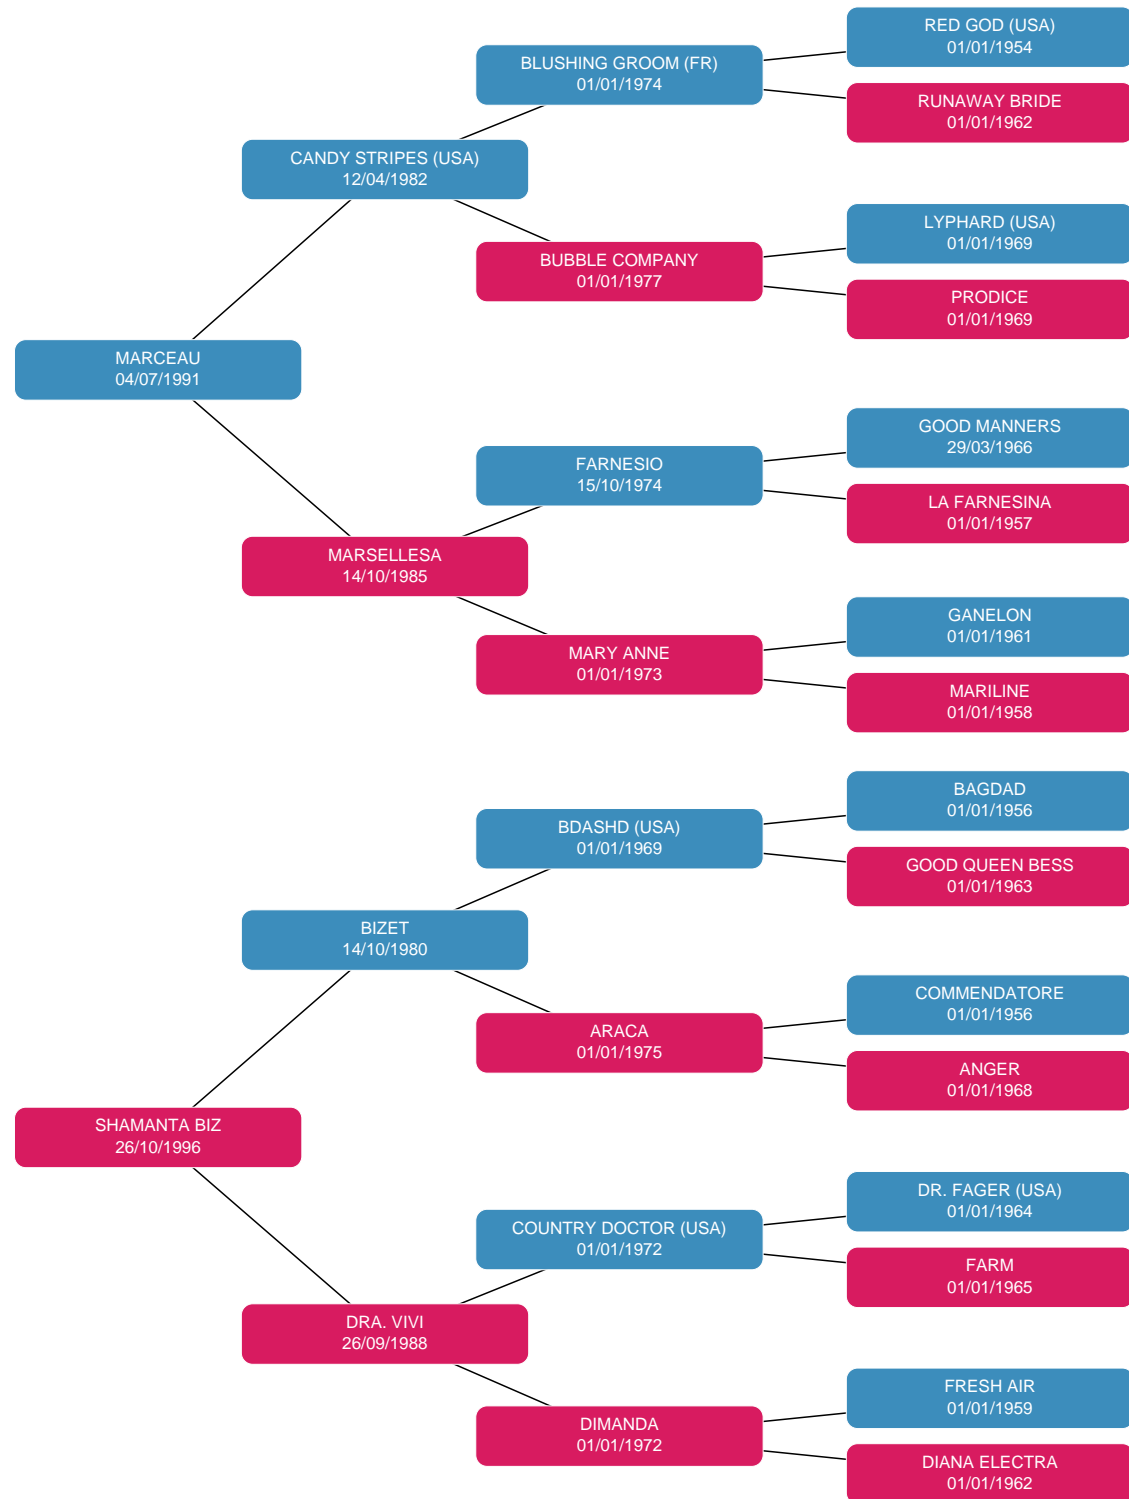 RED GOD (USA)
01/01/1954
BLUSHING GROOM (FR)
01/01/1974
RUNAWAY BRIDE
01/01/1962
CANDY STRIPES (USA)
12/04/1982
LYPHARD (USA)
01/01/1969
BUBBLE COMPANY
01/01/1977
PRODICE
01/01/1969
MARCEAU
04/07/1991
GOOD MANNERS
29/03/1966
FARNESIO
15/10/1974
LA FARNESINA
01/01/1957
MARSELLESA
14/10/1985
GANELON
01/01/1961
MARY ANNE
01/01/1973
MARILINE
01/01/1958
BAGDAD
01/01/1956
BDASHD (USA)
01/01/1969
GOOD QUEEN BESS
01/01/1963
BIZET
14/10/1980
COMMENDATORE
01/01/1956
ARACA
01/01/1975
ANGER
01/01/1968
SHAMANTA BIZ
26/10/1996
DR. FAGER (USA)
01/01/1964
COUNTRY DOCTOR (USA)
01/01/1972
FARM
01/01/1965
DRA. VIVI
26/09/1988
FRESH AIR
01/01/1959
DIMANDA
01/01/1972
DIANA ELECTRA
01/01/1962